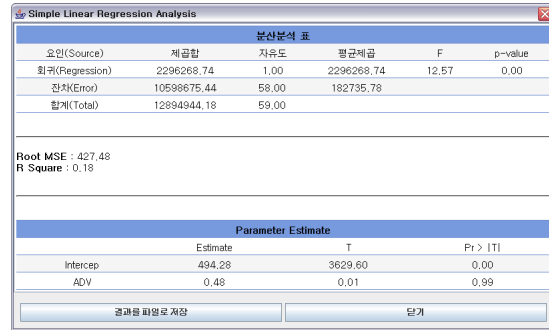 Simple Linear Regression Analysis
분산분석 표
요인(Source) 제곱합 자유도 평균제곱 F p-value
회귀(Regression) 2296268,74 1,00 2296268,74 12,57 0,00
잔차(Error) 10598675,44 58,00 182735,78
합계(Total) 12894944,18 59,00
Root MSE : 427,48
R Square : 0,18
Parameter Estimate
Estimate T Pr > |T|
Intercep 494,28 3629,60 0,00
ADV 0,48 0,01 0,99
결과를 파일로 저장 닫기